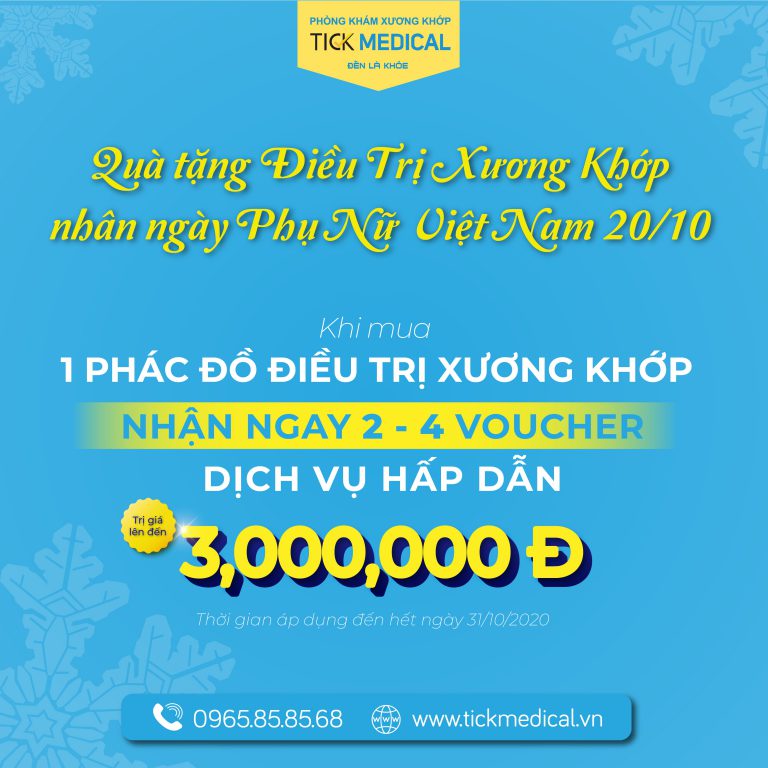 PHÒNG KHÁM XƯƠNG KHỚP
TICK MEDICAL
ĐẾN LÀ KHỎE
Quà tặng Điều Trị Xương Khớp
nhân ngày Phụ Nữ Việt Nam 20/10
Khi mua
1 PHÁC ĐỒ ĐIỀU TRỊ XƯƠNG KHỚP
NHẬN NGAY 2 - 4 VOUCHER
DỊCH VỤ HẤP DẪN
Trị giá
lên đến
3,000,000 Đ
Thời gian áp dụng đến hết ngày 31/10/2020
0965.85.85.68 www.tickmedical.vn